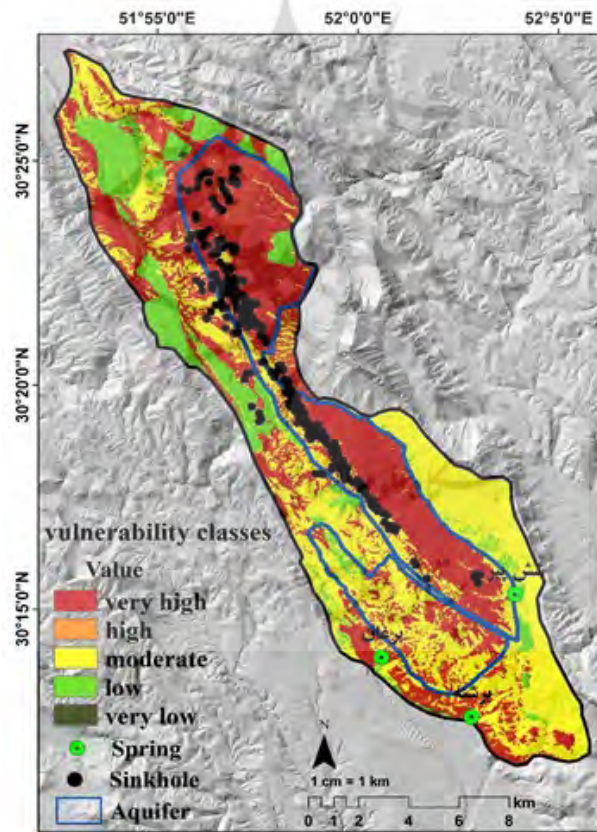 51°55'0"E 52°0'0"E 52°5'0"E
30°25'0"N
30°20'0"N
30°15'0"N
vulnerability classes
Value
very high
high
moderate
low
very low
Spring
Sinkhole
Aquifer
N
1 cm = 1 km
km
0 1 2 4 6 8